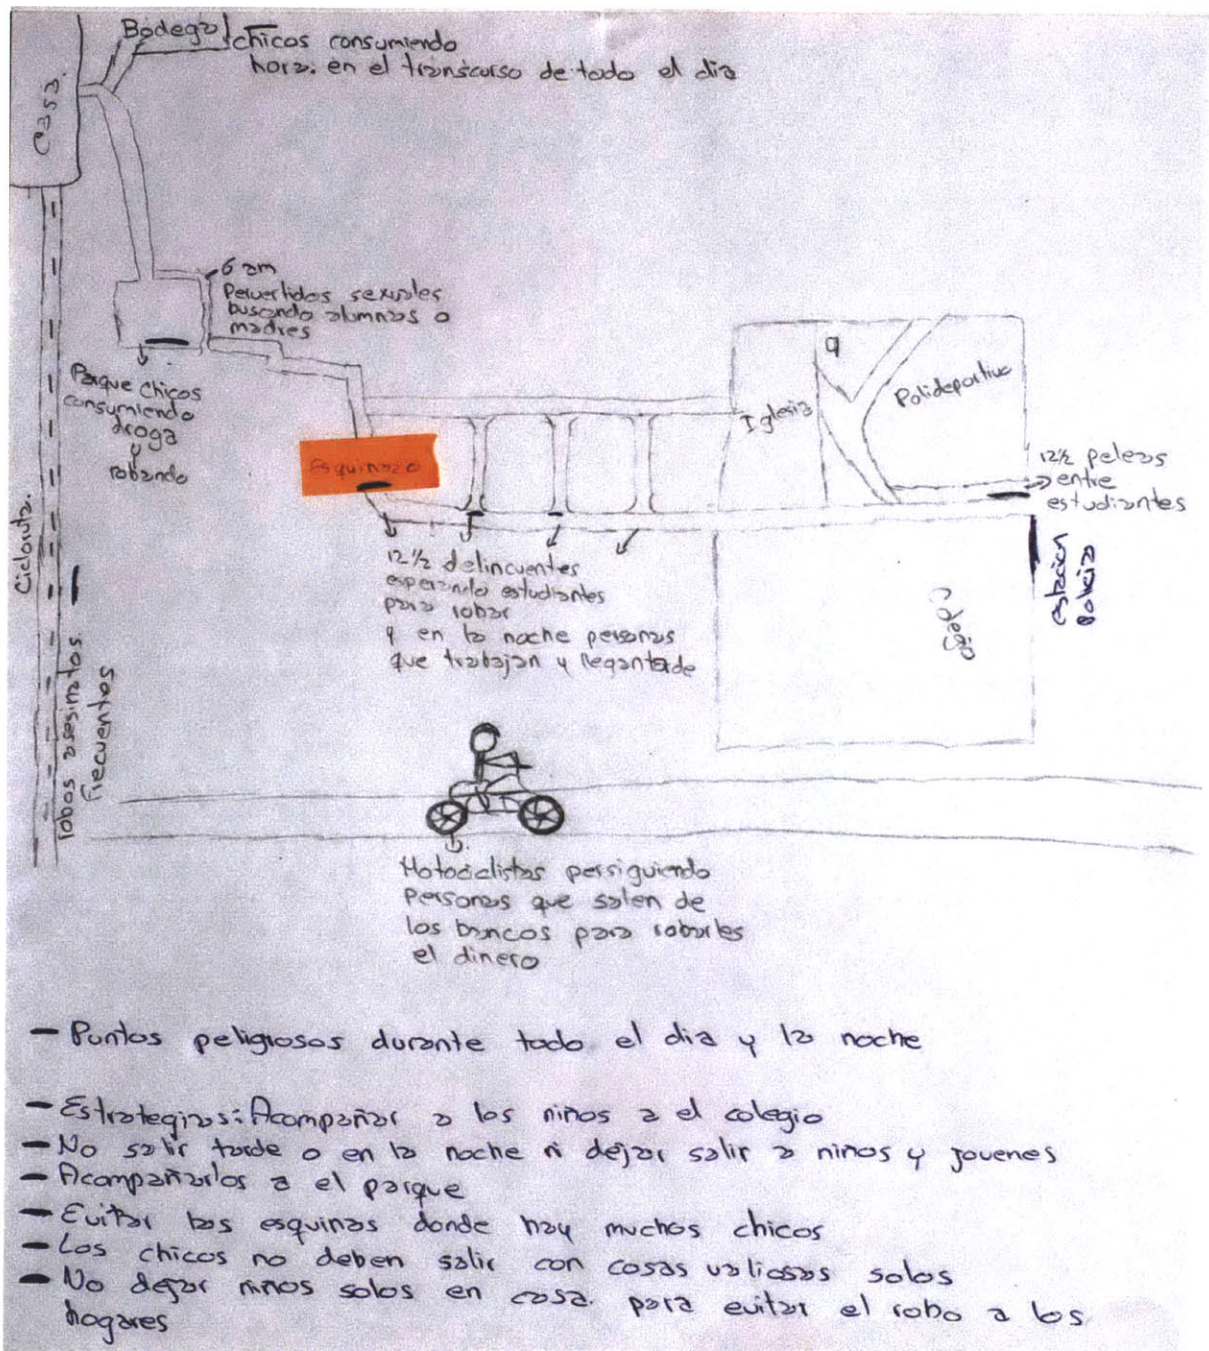 Bodega
chicos consumiendo
hora: en el transcurso de todo el dia
Casa.
6 am
Pervertidos sexuales
buscando alumnas o
madres
Parque chicos
consumiendo
droga
y
robando
Esquinazo
Iglesia
q
Polideportivo
12½ peleas
entre
estudiantes
estacion
Policia
Colegio
12½ delincuentes
esperando estudiantes
para robar
q en la noche personas
que trabajan y llegan tarde
Cicloruta.
robos asesinatos
frecuentos
Motociclistas persiguiendo
Personas que salen de
los bancos para robarles
el dinero
— Puntos peligrosos durante todo el dia y la noche
— Estrategias: Acompañar a los niños a el colegio
— No salir tarde o en la noche ni dejar salir a niños y jovenes
— Acompañarlos a el parque
— Evitar las esquinas donde hay muchos chicos
— Los chicos no deben salir con cosas valiosas solos
— No dejar niños solos en casa. para evitar el robo a los
hogares